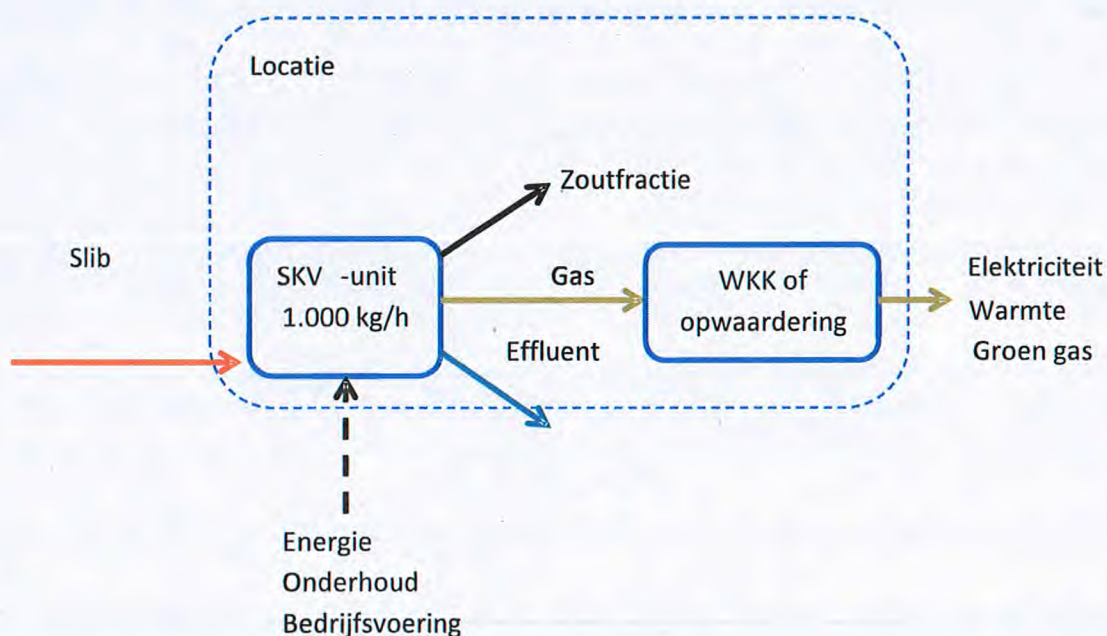 Locatie
Zoutfractie
Slib
SKV -unit
1.000 kg/h
Gas
WKK of
opwaardering
Elektriciteit
Warmte
Groen gas
Effluent
Energie
Onderhoud
Bedrijfsvoering